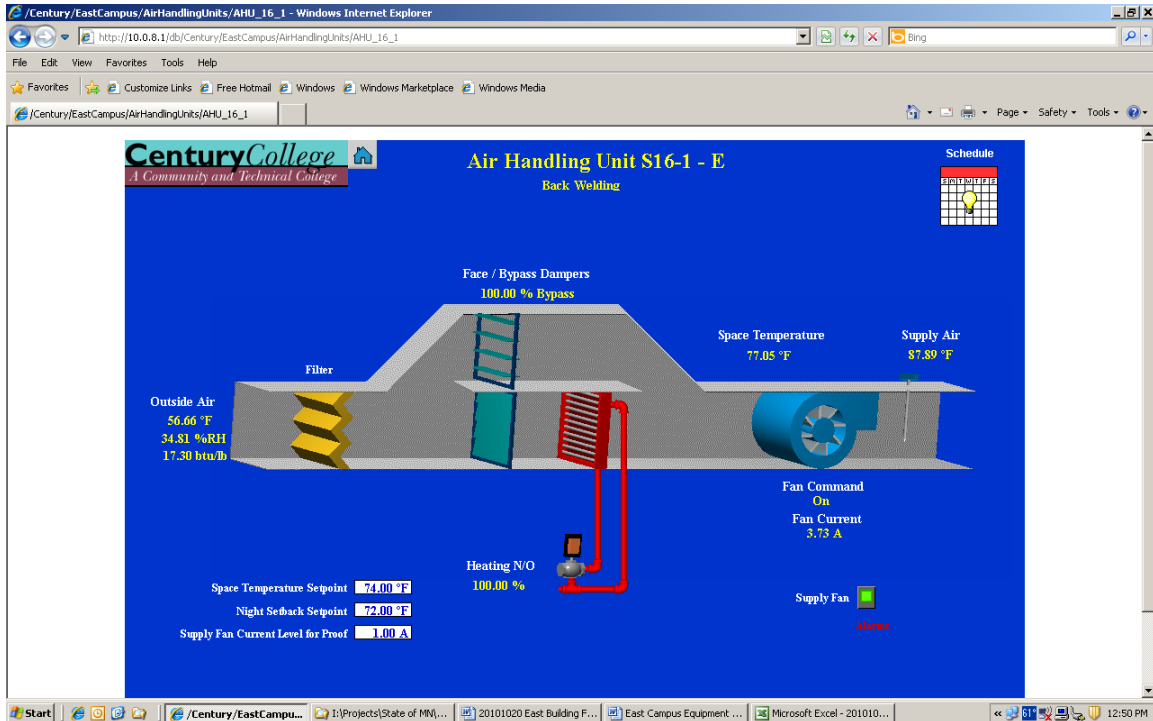 /Century/EastCampus/AirHandlingUnits/AHU_16_1 - Windows Internet Explorer
http://10.0.8.1/db/Century/EastCampus/AirHandlingUnits/AHU_16_1
Bing
File Edit View Favorites Tools Help
Favorites Customize Links Free Hotmail Windows Windows Marketplace Windows Media
/Century/EastCampus/AirHandlingUnits/AHU_16_1
Page Safety Tools
CenturyCollege
A Community and Technical College
Air Handling Unit S16-1 - E
Back Welding
Schedule
S M T W T F S
Face / Bypass Dampers
100.00 % Bypass
Space Temperature
77.05 °F
Supply Air
87.89 °F
Filter
Outside Air
56.66 °F
34.81 %RH
17.30 btu/lb
Fan Command
On
Fan Current
3.73 A
Heating N/O
100.00 %
Space Temperature Setpoint 74.00 °F
Night Setback Setpoint 72.00 °F
Supply Fan Current Level for Proof 1.00 A
Supply Fan
Alarms
Start
/Century/EastCampu...
I:\Projects\State of MN\...
20101020 East Building F...
East Campus Equipment ...
Microsoft Excel - 201010...
61°
12:50 PM